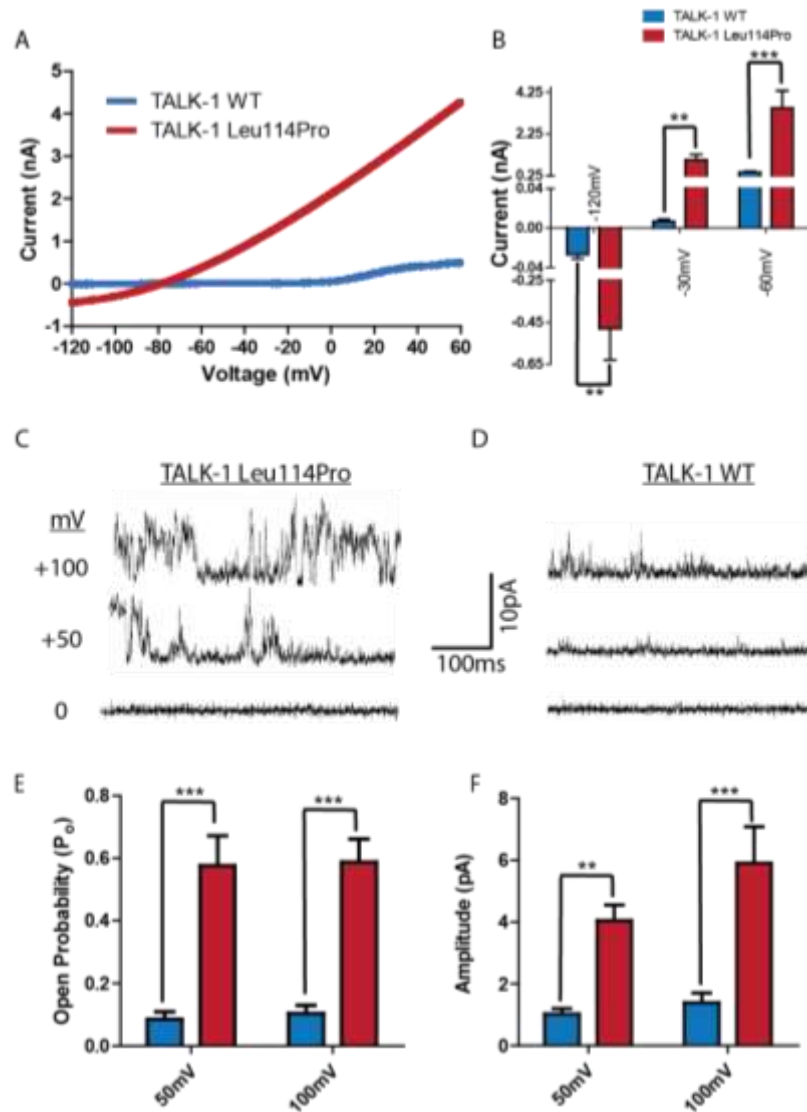 A
TALK-1 WT
TALK-1 Leu114Pro
Current (nA)
5
4
3
2
1
0
-1
-120 -100 -80 -60 -40 -20 0 20 40 60
Voltage (mV)
B
TALK-1 WT
TALK-1 Leu114Pro
Current (nA)
4.25
2.25
0.25
0.04
0.00
-0.04
-0.25
-0.45
-0.65
**
**
***
-120mV
-30mV
-60mV
C
TALK-1 Leu114Pro
mV
+100
+50
0
10pA
100ms
D
TALK-1 WT
E
Open Probability (Po)
0.8
0.6
0.4
0.2
0.0
***
***
50mV
100mV
F
Amplitude (pA)
8
6
4
2
0
**
***
50mV
100mV